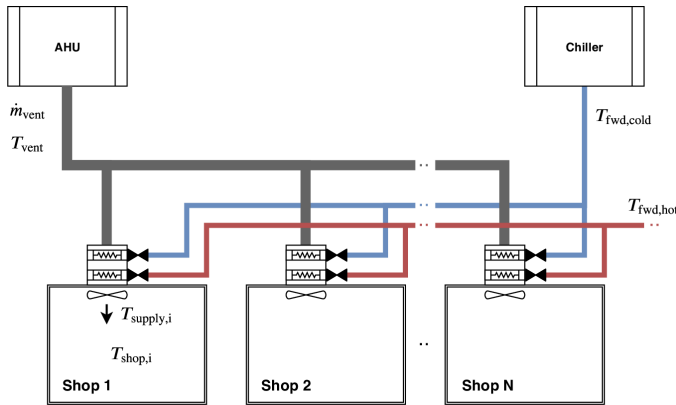 AHU
Chiller
ṁvent
Tvent
Tfwd,cold
Tfwd,hot
Tsupply,i
Tshop,i
Shop 1
Shop 2
Shop N